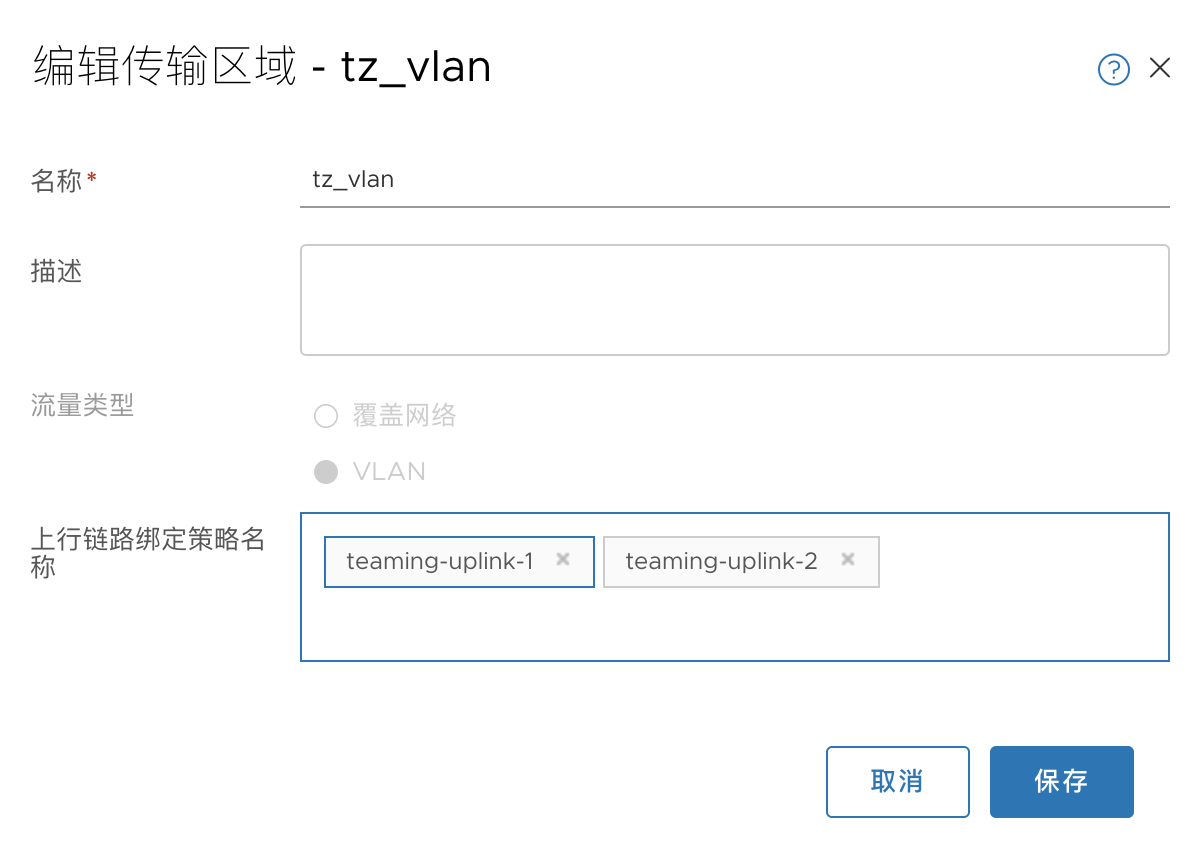 编辑传输区域 - tz_vlan
名称*
tz_vlan
描述
流量类型
覆盖网络
VLAN
上行链路绑定策略名
称
teaming-uplink-1
teaming-uplink-2
取消
保存